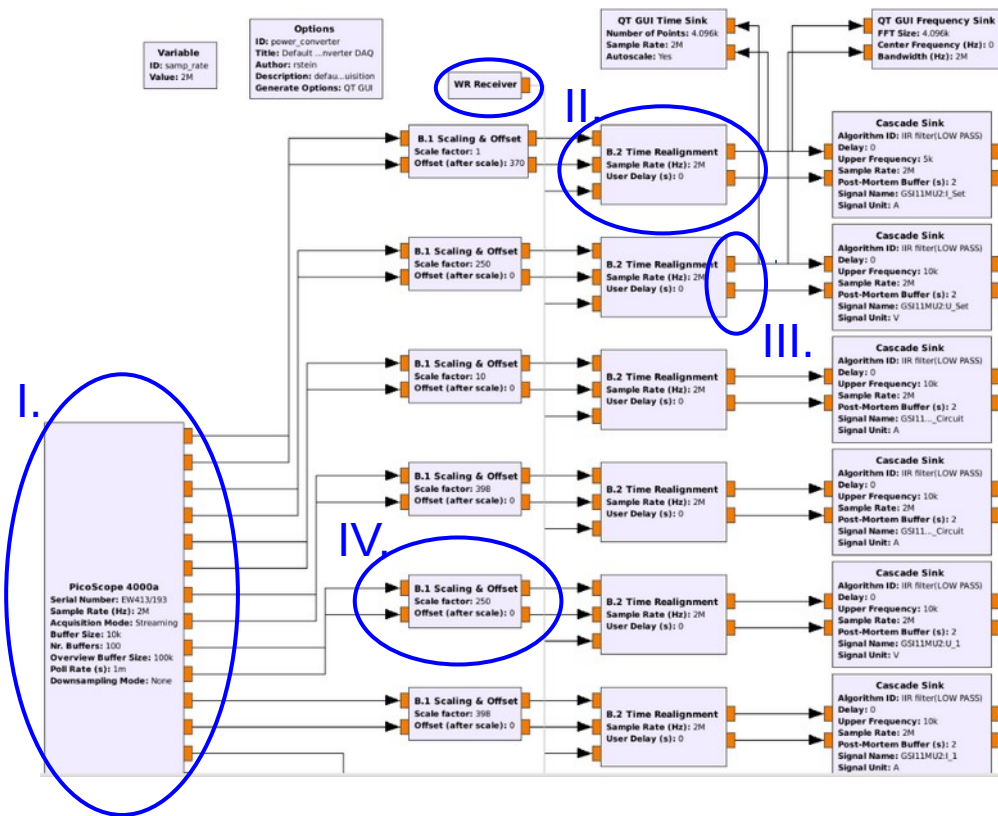 Variable
ID: samp_rate
Value: 2M
Options
ID: power_converter
Title: Default ...nverter DAQ
Author: rstein
Description: defau...uisition
Generate Options: QT GUI
QT GUI Time Sink
Number of Points: 4.096k
Sample Rate: 2M
Autoscale: Yes
QT GUI Frequency Sink
FFT Size: 4.096k
Center Frequency (Hz): 0
Bandwidth (Hz): 2M
WR Receiver
I.
II.
III.
IV.
PicoScope 4000a
Serial Number: EW413/193
Sample Rate (Hz): 2M
Acquisition Mode: Streaming
Buffer Size: 10k
Nr. Buffers: 100
Overview Buffer Size: 100k
Poll Rate (s): 1m
Downsampling Mode: None
B.1 Scaling & Offset
Scale factor: 1
Offset (after scale): 370
B.2 Time Realignment
Sample Rate (Hz): 2M
User Delay (s): 0
Cascade Sink
Algorithm ID: IIR filter(LOW PASS)
Delay: 0
Upper Frequency: 5k
Sample Rate: 2M
Post-Mortem Buffer (s): 2
Signal Name: GSI11MU2:I_Set
Signal Unit: A
B.1 Scaling & Offset
Scale factor: 250
Offset (after scale): 0
B.2 Time Realignment
Sample Rate (Hz): 2M
User Delay (s): 0
Cascade Sink
Algorithm ID: IIR filter(LOW PASS)
Delay: 0
Upper Frequency: 10k
Sample Rate: 2M
Post-Mortem Buffer (s): 2
Signal Name: GSI11MU2:U_Set
Signal Unit: V
B.1 Scaling & Offset
Scale factor: 10
Offset (after scale): 0
B.2 Time Realignment
Sample Rate (Hz): 2M
User Delay (s): 0
Cascade Sink
Algorithm ID: IIR filter(LOW PASS)
Delay: 0
Upper Frequency: 10k
Sample Rate: 2M
Post-Mortem Buffer (s): 2
Signal Name: GSI11..._Circuit
Signal Unit: A
B.1 Scaling & Offset
Scale factor: 398
Offset (after scale): 0
B.2 Time Realignment
Sample Rate (Hz): 2M
User Delay (s): 0
Cascade Sink
Algorithm ID: IIR filter(LOW PASS)
Delay: 0
Upper Frequency: 10k
Sample Rate: 2M
Post-Mortem Buffer (s): 2
Signal Name: GSI11..._Circuit
Signal Unit: A
B.1 Scaling & Offset
Scale factor: 250
Offset (after scale): 0
B.2 Time Realignment
Sample Rate (Hz): 2M
User Delay (s): 0
Cascade Sink
Algorithm ID: IIR filter(LOW PASS)
Delay: 0
Upper Frequency: 10k
Sample Rate: 2M
Post-Mortem Buffer (s): 2
Signal Name: GSI11MU2:U_1
Signal Unit: V
B.1 Scaling & Offset
Scale factor: 398
Offset (after scale): 0
B.2 Time Realignment
Sample Rate (Hz): 2M
User Delay (s): 0
Cascade Sink
Algorithm ID: IIR filter(LOW PASS)
Delay: 0
Upper Frequency: 10k
Sample Rate: 2M
Post-Mortem Buffer (s): 2
Signal Name: GSI11MU2:I_1
Signal Unit: A